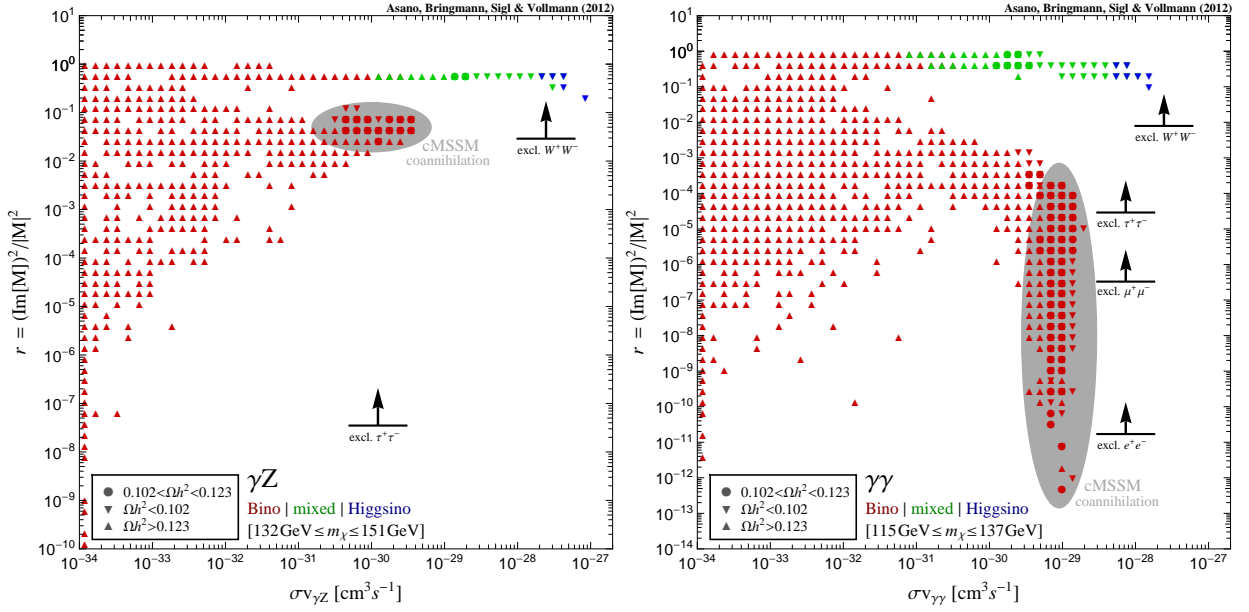 Asano, Bringmann, Sigl & Vollmann (2012)
r = (Im[M])²/|M|²
10²
10¹
10⁰
10⁻¹
10⁻²
10⁻³
10⁻⁴
10⁻⁵
10⁻⁶
10⁻⁷
10⁻⁸
10⁻⁹
10⁻¹⁰
excl. W⁺W⁻
cMSSM
coannihilation
excl. τ⁺τ⁻
0.102<Ωh²<0.123
Ωh²<0.102
Ωh²>0.123
γZ
Bino | mixed | Higgsino
[132GeV≤mχ≤151GeV]
10⁻³⁴ 10⁻³³ 10⁻³² 10⁻³¹ 10⁻³⁰ 10⁻²⁹ 10⁻²⁸ 10⁻²⁷
σv_γZ [cm³s⁻¹]
Asano, Bringmann, Sigl & Vollmann (2012)
r = (Im[M])²/|M|²
10²
10¹
10⁰
10⁻¹
10⁻²
10⁻³
10⁻⁴
10⁻⁵
10⁻⁶
10⁻⁷
10⁻⁸
10⁻⁹
10⁻¹⁰
10⁻¹¹
10⁻¹²
10⁻¹³
10⁻¹⁴
excl. W⁺W⁻
excl. τ⁺τ⁻
excl. μ⁺μ⁻
excl. e⁺e⁻
cMSSM
coannihilation
0.102<Ωh²<0.123
Ωh²<0.102
Ωh²>0.123
γγ
Bino | mixed | Higgsino
[115GeV≤mχ≤137GeV]
10⁻³⁴ 10⁻³³ 10⁻³² 10⁻³¹ 10⁻³⁰ 10⁻²⁹ 10⁻²⁸ 10⁻²⁷
σv_γγ [cm³s⁻¹]